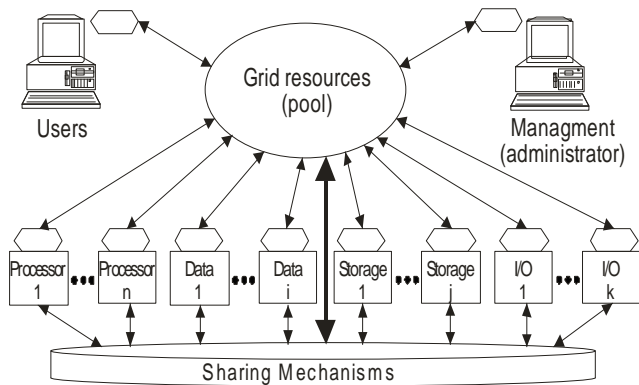 Grid resources
(pool)
Users
Managment
(administrator)
Processor
1
Processor
n
Data
1
Data
i
Storage
1
Storage
j
I/O
1
I/O
k
Sharing Mechanisms